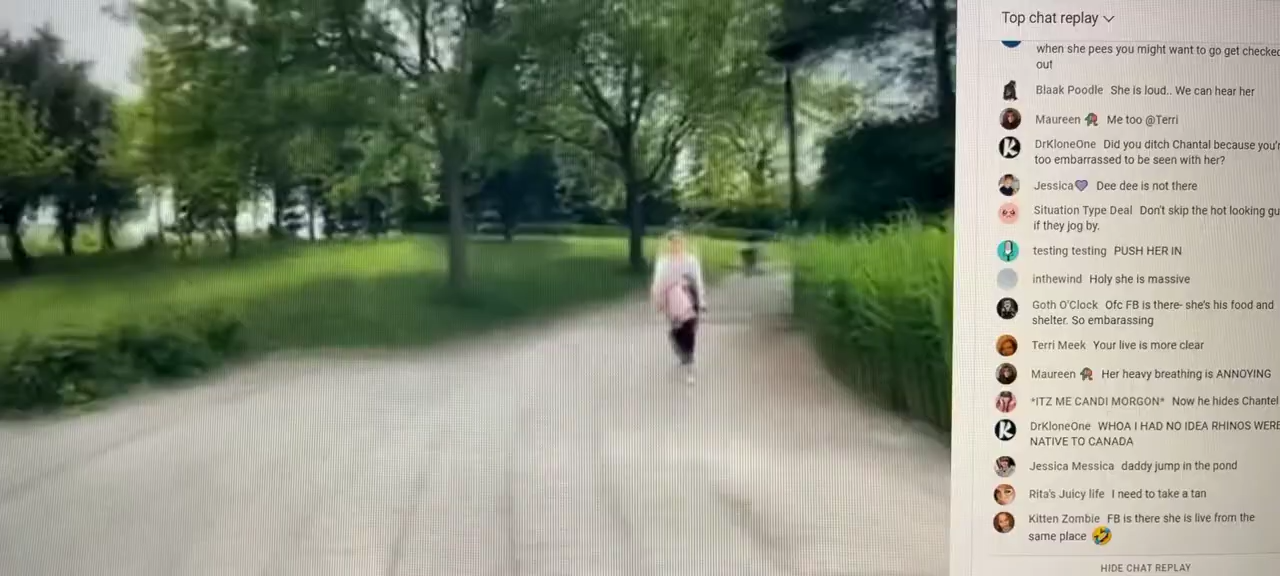 Top chat replay
when she pees you might want to go get checked
out
Blaak Poodle She is loud.. We can hear her
Maureen 🥀 Me too @Terri
DrKloneOne Did you ditch Chantal because you'r
too embarrassed to be seen with her?
Jessica💜 Dee dee is not there
Situation Type Deal Don't skip the hot looking gu
if they jog by.
testing testing PUSH HER IN
inthewind Holy she is massive
Goth O'Clock Ofc FB is there- she's his food and
shelter. So embarassing
Terri Meek Your live is more clear
Maureen 🥀 Her heavy breathing is ANNOYING
*ITZ ME CANDI MORGON* Now he hides Chantel
DrKloneOne WHOA I HAD NO IDEA RHINOS WERE
NATIVE TO CANADA
Jessica Messica daddy jump in the pond
Rita's Juicy life I need to take a tan
Kitten Zombie FB is there she is live from the
same place 🤣
HIDE CHAT REPLAY